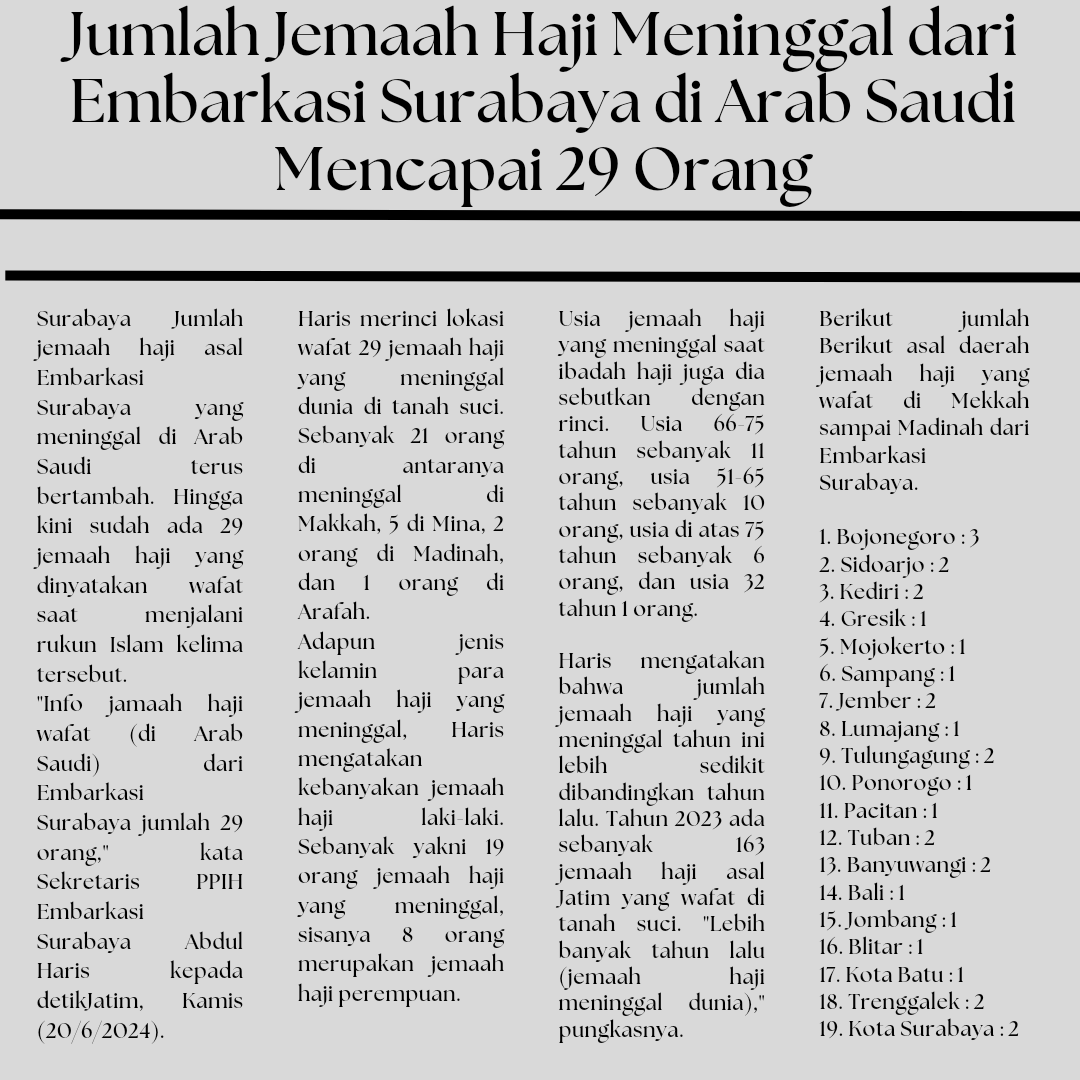 Jumlah Jemaah Haji Meninggal dari
Embarkasi Surabaya di Arab Saudi
Mencapai 29 Orang
Surabaya Jumlah
jemaah haji asal
Embarkasi
Surabaya yang
meninggal di Arab
Saudi terus
bertambah. Hingga
kini sudah ada 29
jemaah haji yang
dinyatakan wafat
saat menjalani
rukun Islam kelima
tersebut.
"Info jamaah haji
wafat (di Arab
Saudi) dari
Embarkasi
Surabaya jumlah 29
orang," kata
Sekretaris PPIH
Embarkasi
Surabaya Abdul
Haris kepada
detikJatim, Kamis
(20/6/2024).
Haris merinci lokasi
wafat 29 jemaah haji
yang meninggal
dunia di tanah suci.
Sebanyak 21 orang
di antaranya
meninggal di
Makkah, 5 di Mina, 2
orang di Madinah,
dan 1 orang di
Arafah.
Adapun jenis
kelamin para
jemaah haji yang
meninggal, Haris
mengatakan
kebanyakan jemaah
haji laki-laki.
Sebanyak yakni 19
orang jemaah haji
yang meninggal,
sisanya 8 orang
merupakan jemaah
haji perempuan.
Usia jemaah haji
yang meninggal saat
ibadah haji juga dia
sebutkan dengan
rinci. Usia 66-75
tahun sebanyak 11
orang, usia 51-65
tahun sebanyak 10
orang, usia di atas 75
tahun sebanyak 6
orang, dan usia 32
tahun 1 orang.
Haris mengatakan
bahwa jumlah
jemaah haji yang
meninggal tahun ini
lebih sedikit
dibandingkan tahun
lalu. Tahun 2023 ada
sebanyak 163
jemaah haji asal
Jatim yang wafat di
tanah suci. "Lebih
banyak tahun lalu
(jemaah haji
meninggal dunia),"
pungkasnya.
Berikut jumlah
Berikut asal daerah
jemaah haji yang
wafat di Mekkah
sampai Madinah dari
Embarkasi
Surabaya.
1. Bojonegoro : 3
2. Sidoarjo : 2
3. Kediri : 2
4. Gresik : 1
5. Mojokerto : 1
6. Sampang : 1
7. Jember : 2
8. Lumajang : 1
9. Tulungagung : 2
10. Ponorogo : 1
11. Pacitan : 1
12. Tuban : 2
13. Banyuwangi : 2
14. Bali : 1
15. Jombang : 1
16. Blitar : 1
17. Kota Batu : 1
18. Trenggalek : 2
19. Kota Surabaya : 2